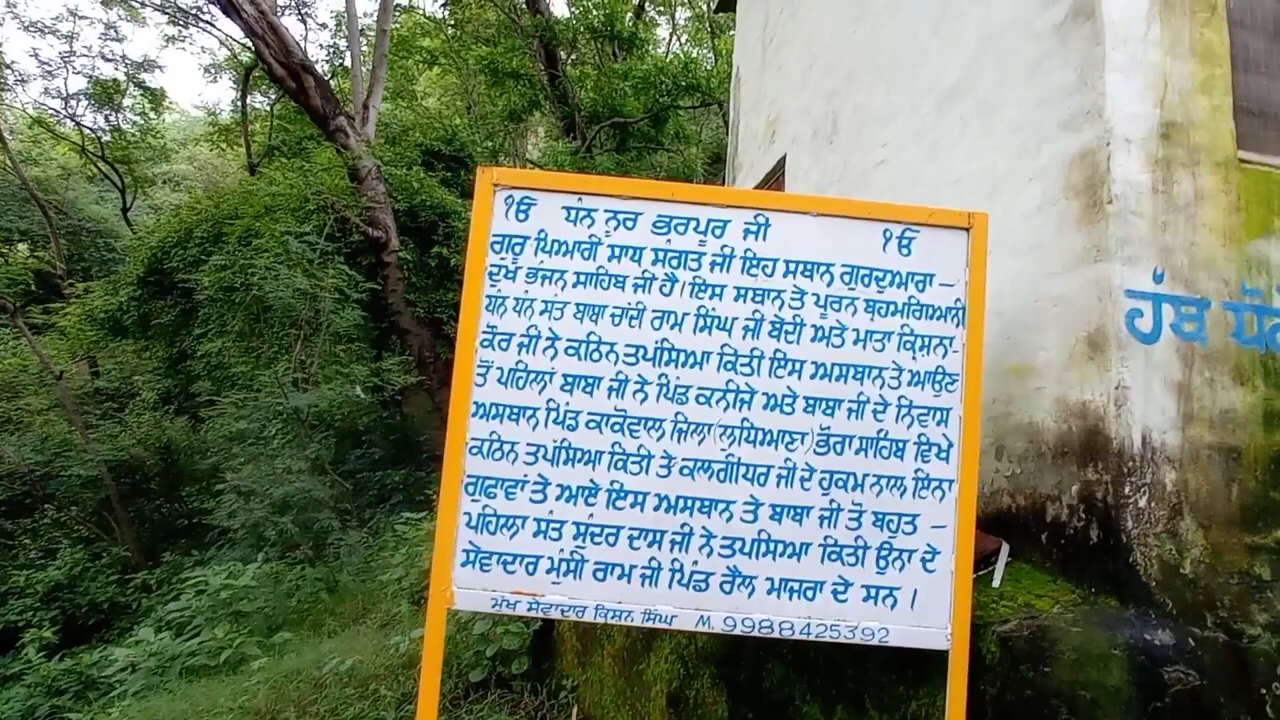 ੴ ਧੰਨ ਨੂਰ ਭਰਪੂਰ ਜੀ ੴ
ਗੁਰੂ ਪਿਆਰੀ ਸਾਧ ਸੰਗਤ ਜੀ ਇਹ ਸਥਾਨ ਗੁਰਦੁਆਰਾ –
ਦੁੱਖ ਭੰਜਨ ਸਾਹਿਬ ਜੀ ਹੈ। ਇਸ ਸਥਾਨ ਤੇ ਪੂਰਨ ਬ੍ਰਹਮਗਿਆਨੀ
ਧੰਨ ਧੰਨ ਸੰਤ ਬਾਬਾ ਚਾਂਦੀ ਰਾਮ ਸਿੰਘ ਜੀ ਬੇਦੀ ਅਤੇ ਮਾਤਾ ਕ੍ਰਿਸ਼ਨਾ-
ਕੌਰ ਜੀ ਨੇ ਕਠਿਨ ਤਪੱਸਿਆ ਕਿਤੀ ਇਸ ਅਸਥਾਨ ਤੇ ਆਉਣ
ਤੋਂ ਪਹਿਲਾਂ ਬਾਬਾ ਜੀ ਨੇ ਪਿੰਡ ਕਨੀਜੇ ਅਤੇ ਬਾਬਾ ਜੀ ਦੇ ਨਿਵਾਸ
ਅਸਥਾਨ ਪਿੰਡ ਕਾਕੋਵਾਲ ਜਿਲਾ (ਲੁਧਿਆਣਾ) ਭੋਰਾ ਸਾਹਿਬ ਵਿਖੇ
ਕਠਿਨ ਤਪੱਸਿਆ ਕਿਤੀ ਤੇ ਕਲਗੀਧਰ ਜੀ ਦੇ ਹੁਕਮ ਨਾਲ ਇਨਾ
ਗੁਫਾਵਾਂ ਤੇ ਆਏ ਇਸ ਅਸਥਾਨ ਤੇ ਬਾਬਾ ਜੀ ਤੋਂ ਬਹੁਤ –
ਪਹਿਲਾ ਸੰਤ ਸੁੰਦਰ ਦਾਸ ਜੀ ਨੇ ਤਪਸਿਆ ਕਿਤੀ ਉਨਾ ਦੇ
ਸੇਵਾਦਾਰ ਮੁੰਸੀ ਰਾਮ ਜੀ ਪਿੰਡ ਰੈਲ ਮਾਜਰਾ ਦੇ ਸਨ।
ਮੁੱਖ ਸੇਵਾਦਾਰ ਕਿਸ਼ਨ ਸਿੰਘ M. 9988425392
ਹੱਥ